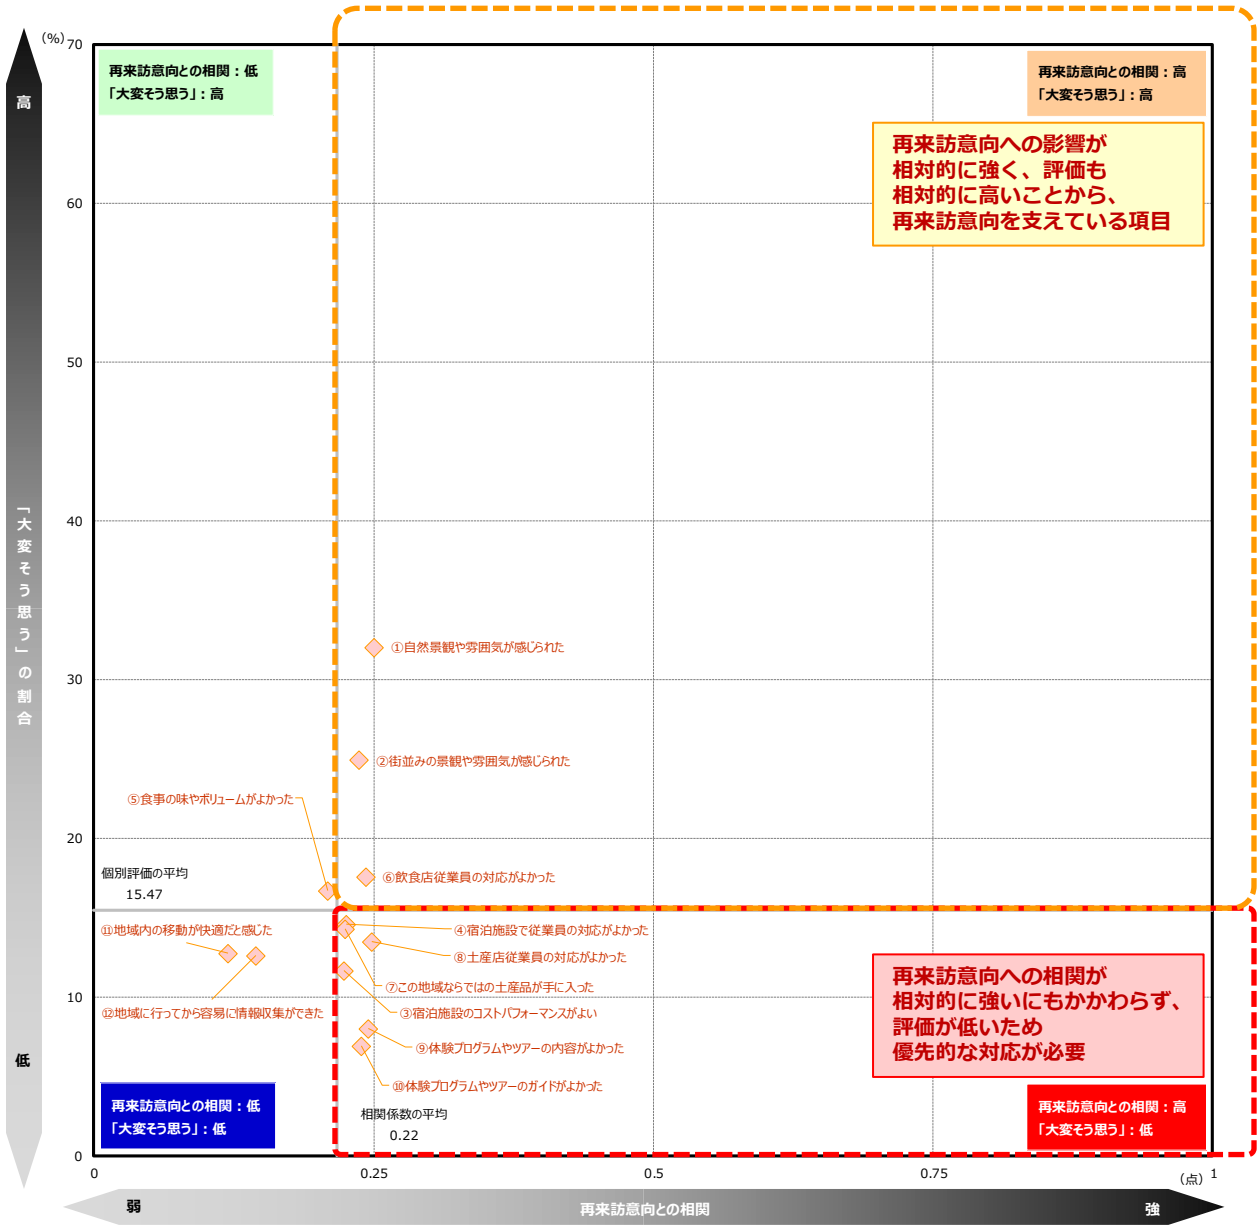 (%)
70
60
50
40
30
20
10
0
高
「大変そう思う」の割合
低
再来訪意向との相関：低
「大変そう思う」：高
再来訪意向との相関：高
「大変そう思う」：高
再来訪意向への影響が
相対的に強く、評価も
相対的に高いことから、
再来訪意向を支えている項目
①自然景観や雰囲気が感じられた
②街並みの景観や雰囲気が感じられた
⑤食事の味やボリュームがよかった
⑥飲食店従業員の対応がよかった
個別評価の平均
15.47
⑪地域内の移動が快適だと感じた
④宿泊施設で従業員の対応がよかった
⑧土産店従業員の対応がよかった
⑦この地域ならではの土産品が手に入った
⑫地域に行ってから容易に情報収集ができた
③宿泊施設のコストパフォーマンスがよい
⑨体験プログラムやツアーの内容がよかった
⑩体験プログラムやツアーのガイドがよかった
再来訪意向への相関が
相対的に強いにもかかわらず、
評価が低いため
優先的な対応が必要
再来訪意向との相関：低
「大変そう思う」：低
相関係数の平均
0.22
再来訪意向との相関：高
「大変そう思う」：低
0
0.25
0.5
0.75
(点)
1
弱
再来訪意向との相関
強